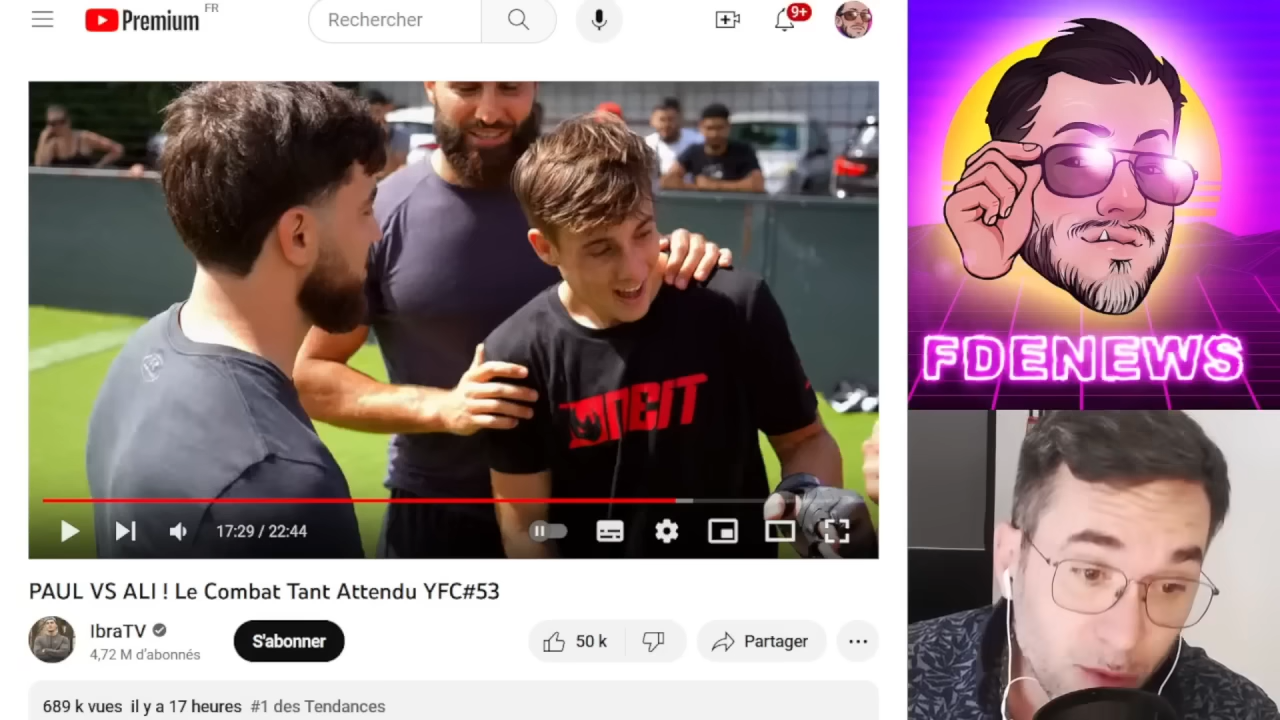 Premium FR
Rechercher
9+
17:29 / 22:44
PAUL VS ALI ! Le Combat Tant Attendu YFC#53
IbraTV
4,72 M d'abonnés
S'abonner
50 k
Partager
689 k vues il y a 17 heures #1 des Tendances
FDENEWS